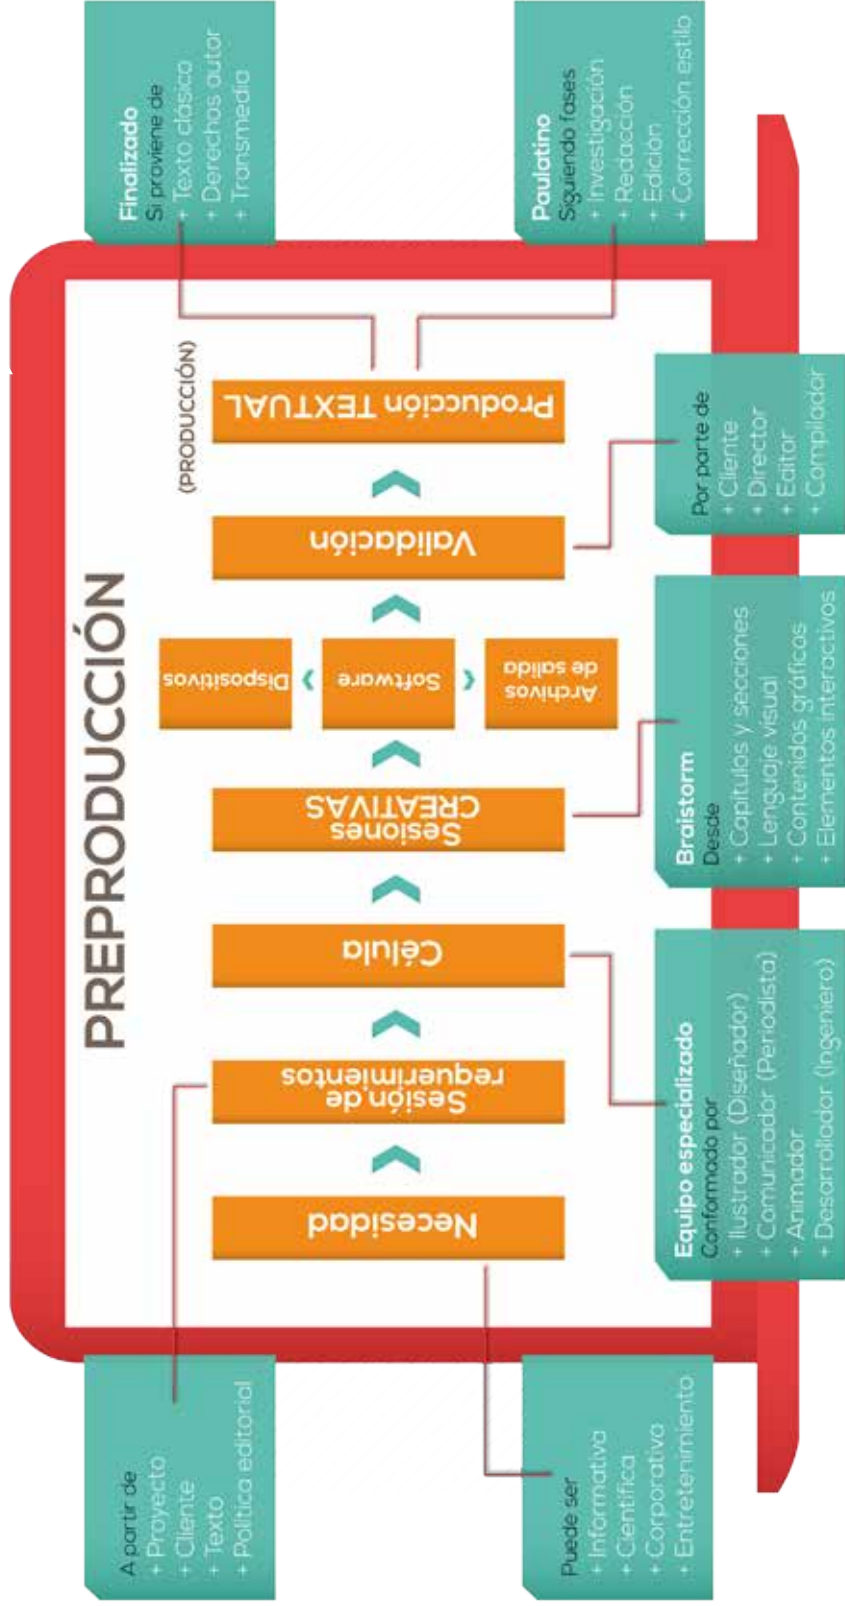 PREPRODUCCIÓN
(PRODUCCIÓN)
A partir de
+ Proyecto
+ Cliente
+ Texto
+ Política editorial
Puede ser
+ Informativa
+ Científica
+ Corporativa
+ Entretenimiento
Necesidad
Sesión de
requerimientos
Célula
Equipo especializado
Conformado por
+ Ilustrador (Diseñador)
+ Comunicador (Periodista)
+ Animador
+ Desarrollador (Ingeniero)
Sesiones
CREATIVAS
Braistorm
Desde
+ Capítulos y secciones
+ Lenguaje visual
+ Contenidos gráficos
+ Elementos interactivos
Archivos
de salida
Software
Dispositivos
Validación
Por parte de
+ Cliente
+ Director
+ Editor
+ Compilador
Producción TEXTUAL
Finalizado
Si proviene de
+ Texto clásico
+ Derechos autor
+ Transmedia
Paulatino
Siguiendo fases
+ Investigación
+ Redacción
+ Edición
+ Corrección estilo